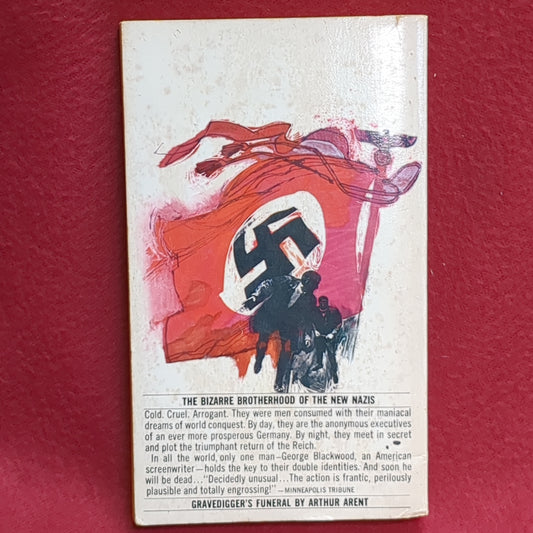 THE BIZARRE BROTHERHOOD OF THE NEW NAZIS
Cold. Cruel. Arrogant. They were men consumed with their maniacal
dreams of world conquest. By day, they are the anonymous executives
of an ever more prosperous Germany. By night, they meet in secret
and plot the triumphant return of the Reich.
In all the world, only one man—George Blackwood, an American
screenwriter—holds the key to their double identities. And soon he
will be dead..."Decidedly unusual...The action is frantic, perilously
plausible and totally engrossing!" —MINNEAPOLIS TRIBUNE
GRAVEDIGGER'S FUNERAL BY ARTHUR ARENT